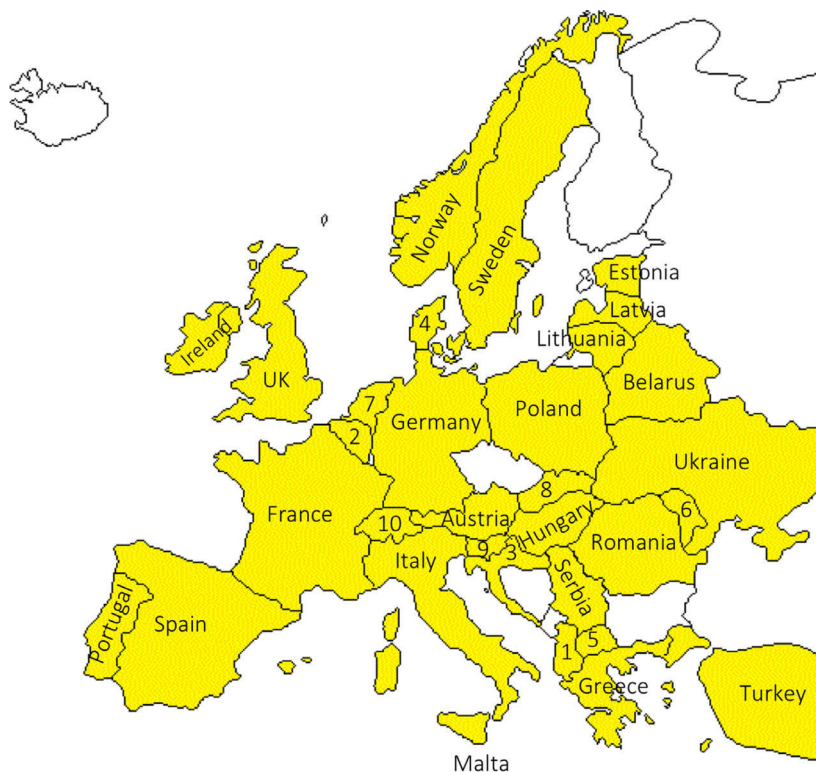 Norway
Sweden
Estonia
Latvja
Lithuania
4
Ireland
UK
Belarus
7
Germany
Poland
2
Ukraine
8
France
10
Austria
Hungary
6
Italy
9
3
Romania
Serbia
Portugal
Spain
5
1
Greece
Turkey
Malta